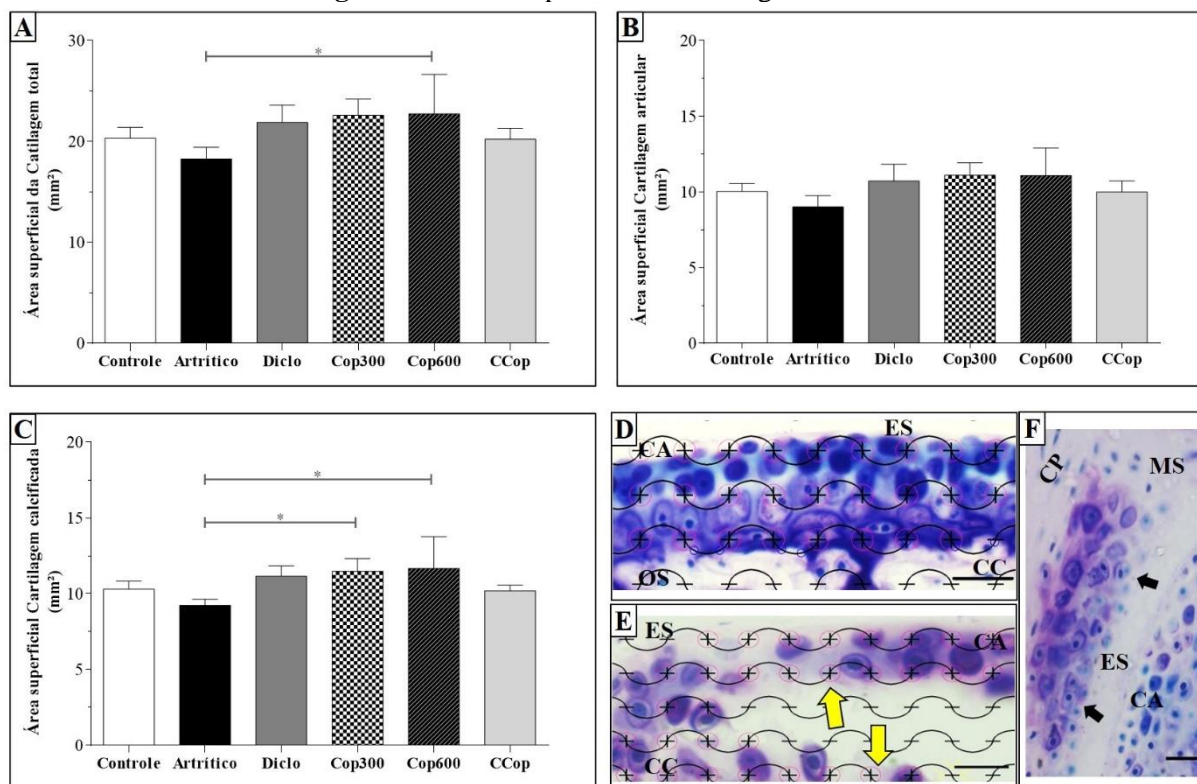 A
Área superficial da Catilagem total
(mm²)
30
20
10
0
*
Controle Artrítico Diclo Cop300 Cop600 CCop
B
Área superficial Cartilagem articular
(mm²)
20
15
10
5
0
Controle Artrítico Diclo Cop300 Cop600 CCop
C
Área superficial Cartilagem calcificada
(mm²)
20
15
10
5
0
*
*
Controle Artrítico Diclo Cop300 Cop600 CCop
D
ES
CA
OS
CC
E
ES
CA
CC
F
CP
MS
ES
CA